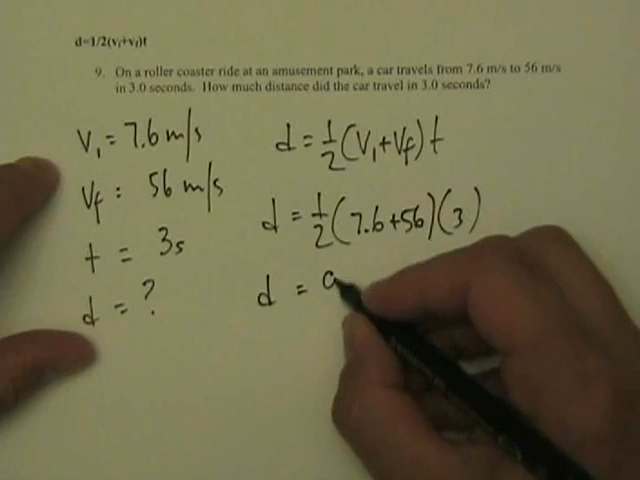 d=1/2(v₁+vf)t
9. On a roller coaster ride at an amusement park, a car travels from 7.6 m/s to 56 m/s
in 3.0 seconds. How much distance did the car travel in 3.0 seconds?
V₁ = 7.6 m/s
Vf = 56 m/s
t = 3s
d = ?
d = 1/2 (V₁+Vf) t
d = 1/2 (7.6+56)(3)
d =